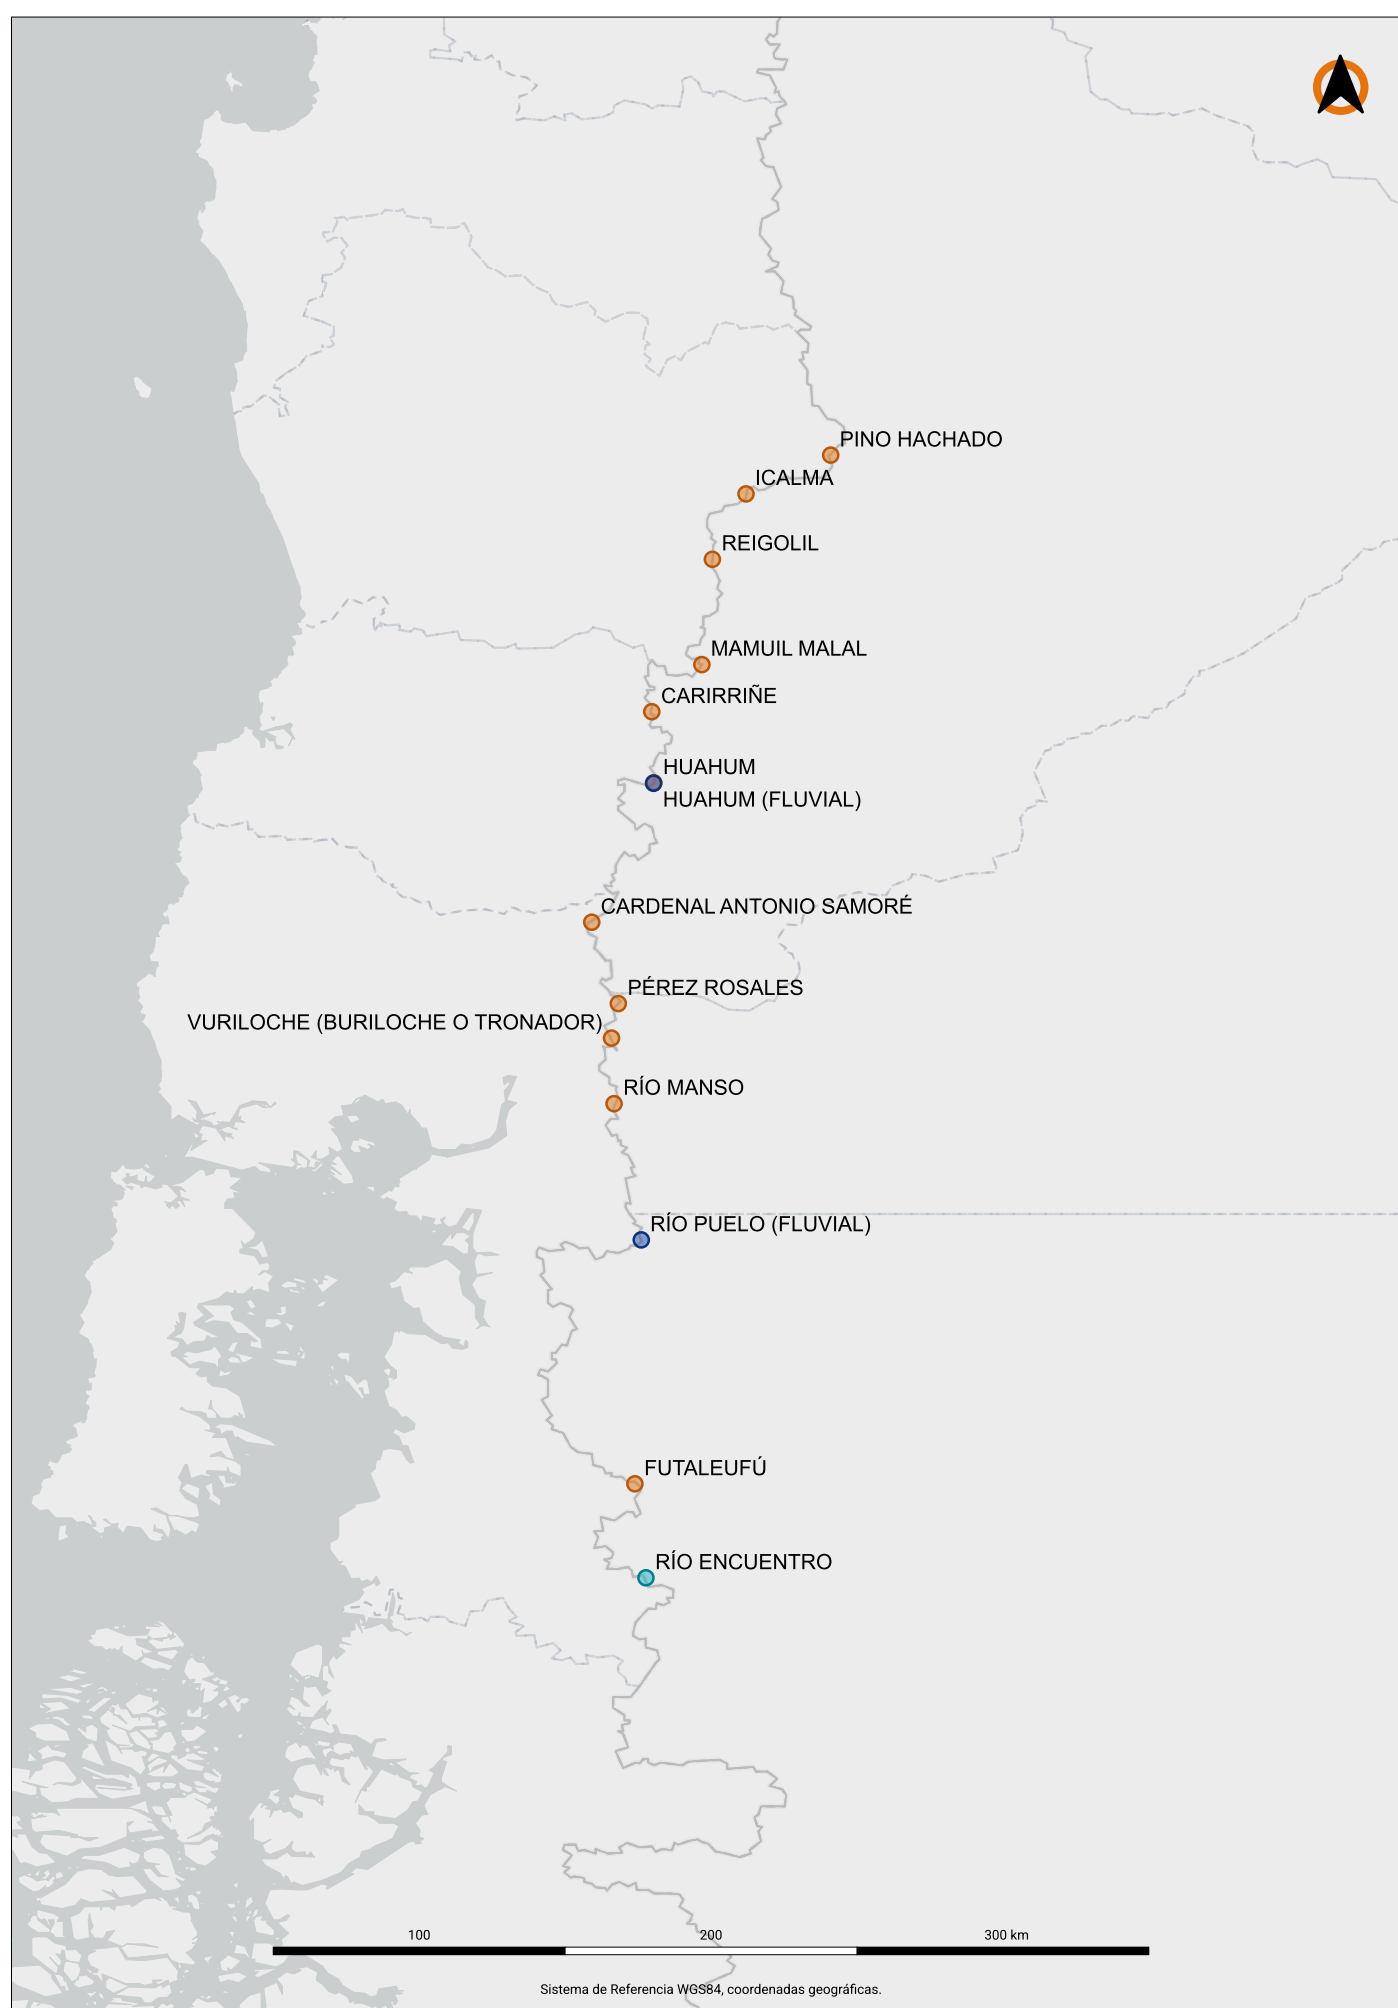 PINO HACHADO
ICALMA
REIGOLIL
MAMUIL MALAL
CARIRRIÑE
HUAHUM
HUAHUM (FLUVIAL)
CARDENAL ANTONIO SAMORÉ
PÉREZ ROSALES
VURILOCHE (BURILOCHE O TRONADOR)
RÍO MANSO
RÍO PUELO (FLUVIAL)
FUTALEUFÚ
RÍO ENCUENTRO
100 200 300 km
Sistema de Referencia WGS84, coordenadas geográficas.